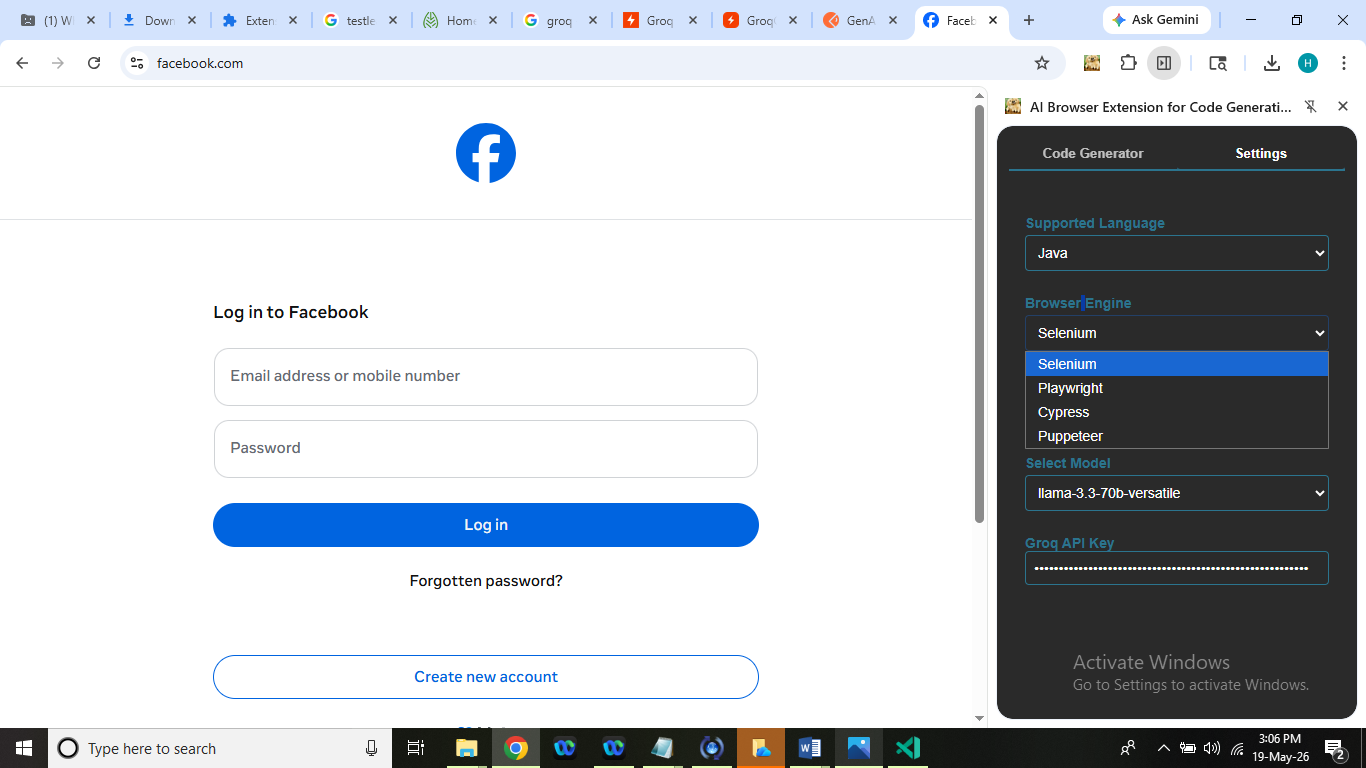 (1) W
Down
Exten
testle
Home
groq
Groq
Groq
GenA
Faceb
Ask Gemini
facebook.com
H
Log in to Facebook
Email address or mobile number
Password
Log in
Forgotten password?
Create new account
AI Browser Extension for Code Generati...
Code Generator
Settings
Supported Language
Java
Browser Engine
Selenium
Selenium
Playwright
Cypress
Puppeteer
Select Model
llama-3.3-70b-versatile
Groq API Key
Activate Windows
Go to Settings to activate Windows.
Type here to search
3:06 PM
19-May-26
2